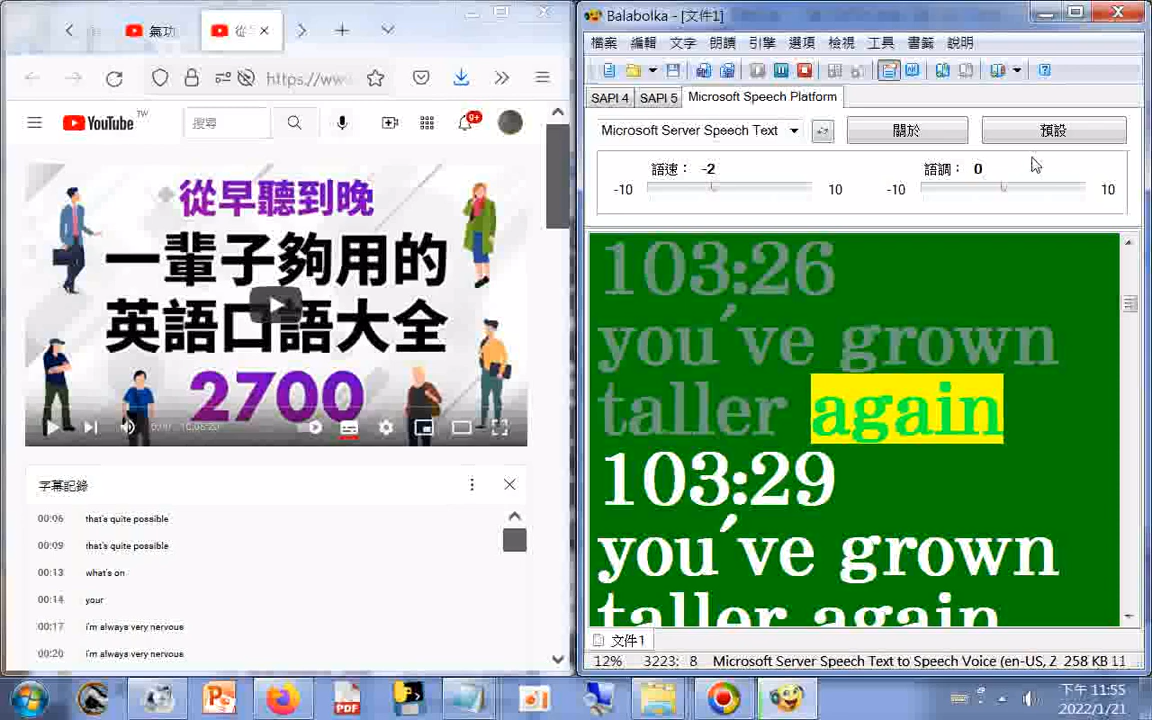 氣功
從
https://www
YouTube TW
搜尋
9+
從早聽到晚
一輩子夠用的
英語口語大全
2700
字幕記錄
00:06 that's quite possible
00:09 that's quite possible
00:13 what's on
00:14 your
00:17 i'm always very nervous
00:20 i'm always very nervous
Balabolka - [文件1]
檔案 編輯 文字 朗讀 引擎 選項 檢視 工具 書籤 說明
SAPI 4 SAPI 5 Microsoft Speech Platform
Microsoft Server Speech Text 關於 預設
語速： -2 語調： 0
-10 10 -10 10
103:26
you´ve grown
taller again
103:29
you´ve grown
taller again
文件1
12% 3223: 8 Microsoft Server Speech Text to Speech Voice (en-US, Z 258 KB 11
PDF
下午 11:55
2022/1/21